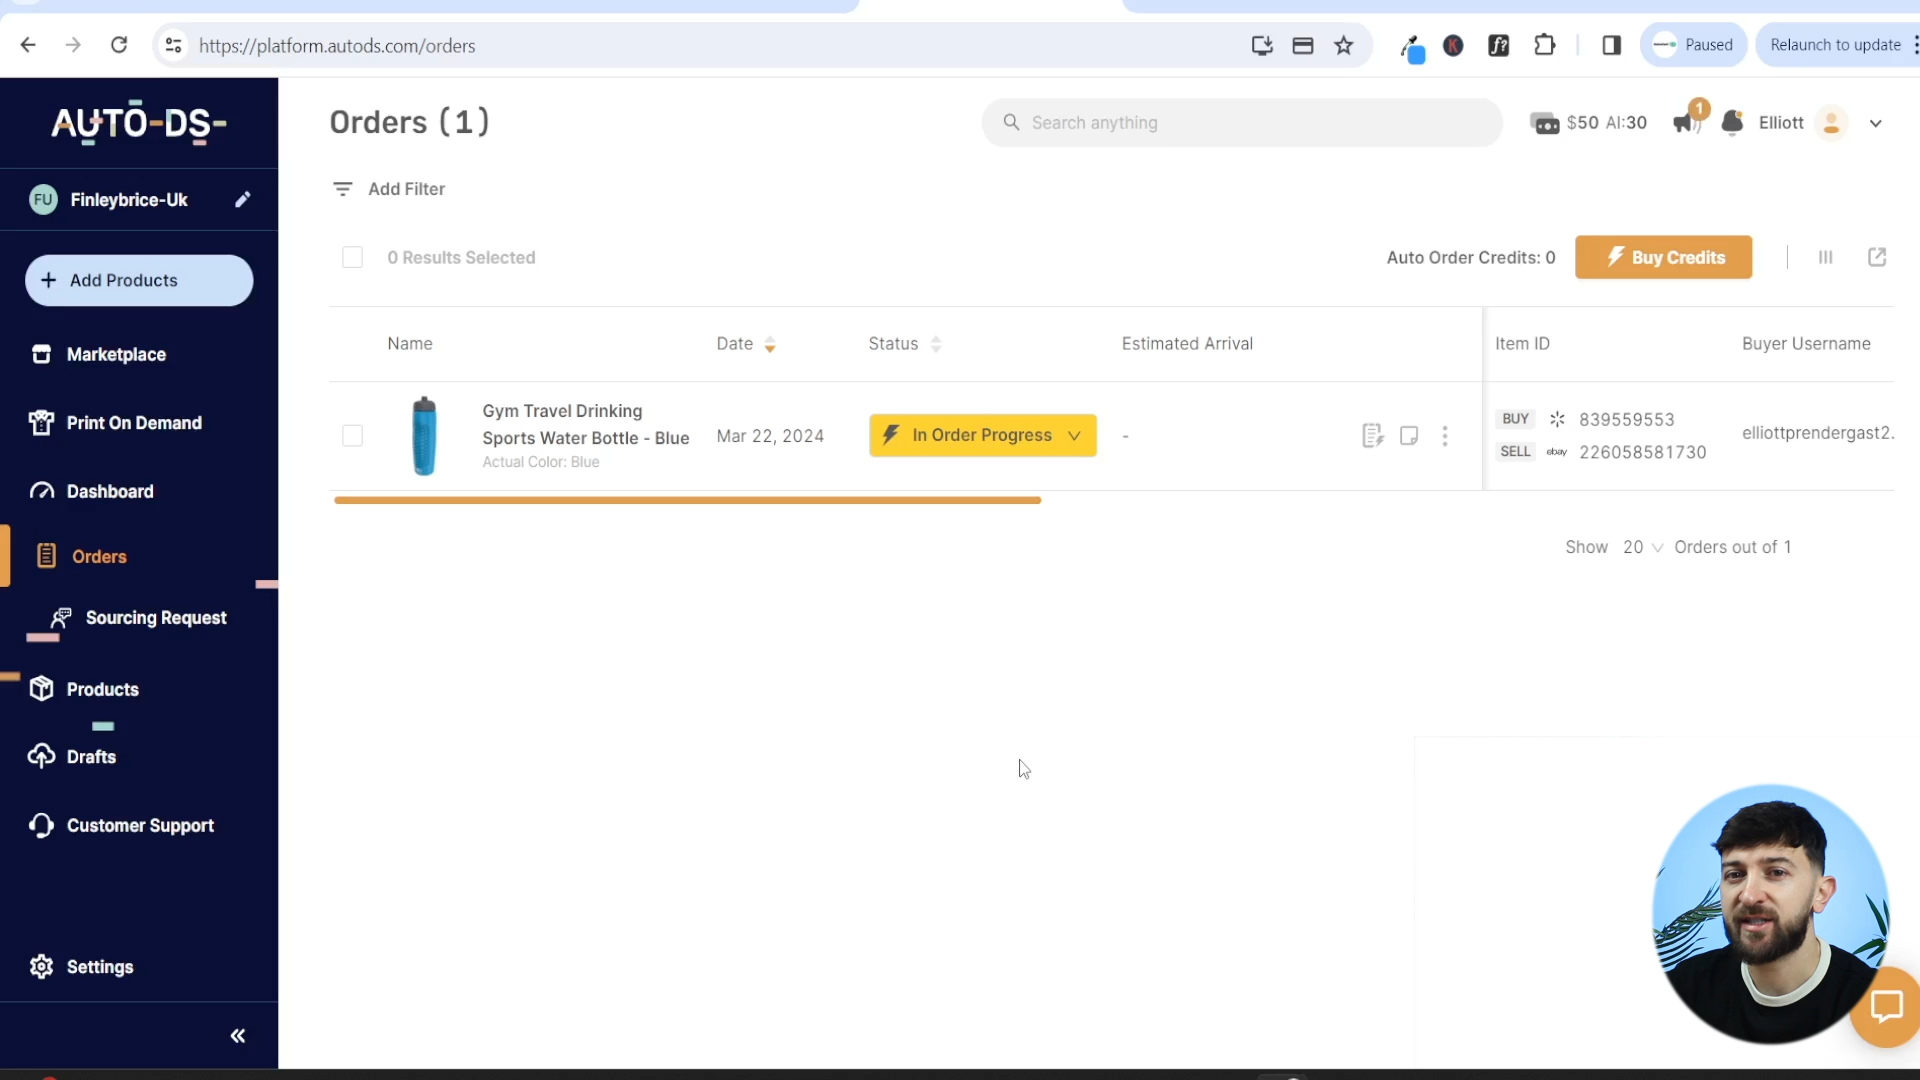 https://platform.autods.com/orders
Paused
Relaunch to update
AUTO-DS-
Orders (1)
Search anything
$50 AI:30
1
Elliott
FU Finleybrice-Uk
Add Filter
+ Add Products
0 Results Selected
Auto Order Credits: 0
Buy Credits
Marketplace
Name
Date
Status
Estimated Arrival
Item ID
Buyer Username
Print On Demand
Gym Travel Drinking
Sports Water Bottle - Blue
Actual Color: Blue
Mar 22, 2024
In Order Progress
-
BUY 839559553
SELL ebay 226058581730
elliottprendergast2.
Dashboard
Orders
Show 20 Orders out of 1
Sourcing Request
Products
Drafts
Customer Support
Settings